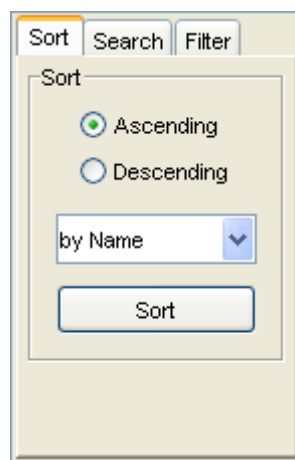 Sort Search Filter
Sort
Ascending
Descending
by Name
Sort